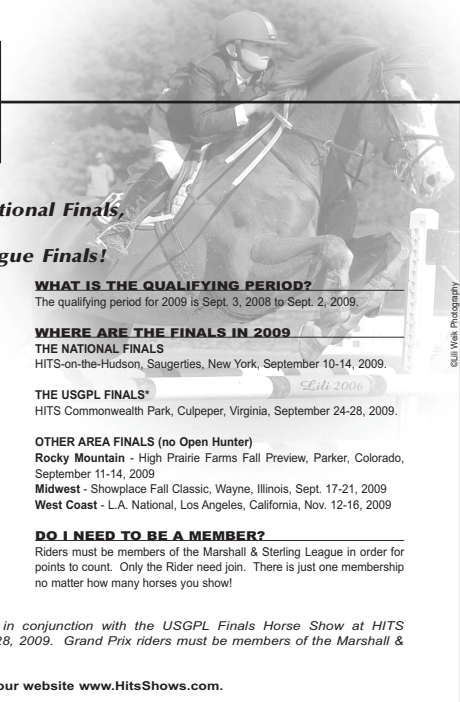 tional Finals,
gue Finals!
WHAT IS THE QUALIFYING PERIOD?
The qualifying period for 2009 is Sept. 3, 2008 to Sept. 2, 2009.
WHERE ARE THE FINALS IN 2009
THE NATIONAL FINALS
HITS-on-the-Hudson, Saugerties, New York, September 10-14, 2009.
THE USGPL FINALS*
HITS Commonwealth Park, Culpeper, Virginia, September 24-28, 2009.
OTHER AREA FINALS (no Open Hunter)
Rocky Mountain - High Prairie Farms Fall Preview, Parker, Colorado,
September 11-14, 2009
Midwest - Showplace Fall Classic, Wayne, Illinois, Sept. 17-21, 2009
West Coast - L.A. National, Los Angeles, California, Nov. 12-16, 2009
DO I NEED TO BE A MEMBER?
Riders must be members of the Marshall & Sterling League in order for
points to count. Only the Rider need join. There is just one membership
no matter how many horses you show!
in conjunction with the USGPL Finals Horse Show at HITS
28, 2009. Grand Prix riders must be members of the Marshall &
our website www.HitsShows.com.
©Lili Weik Photography
Lili 2006